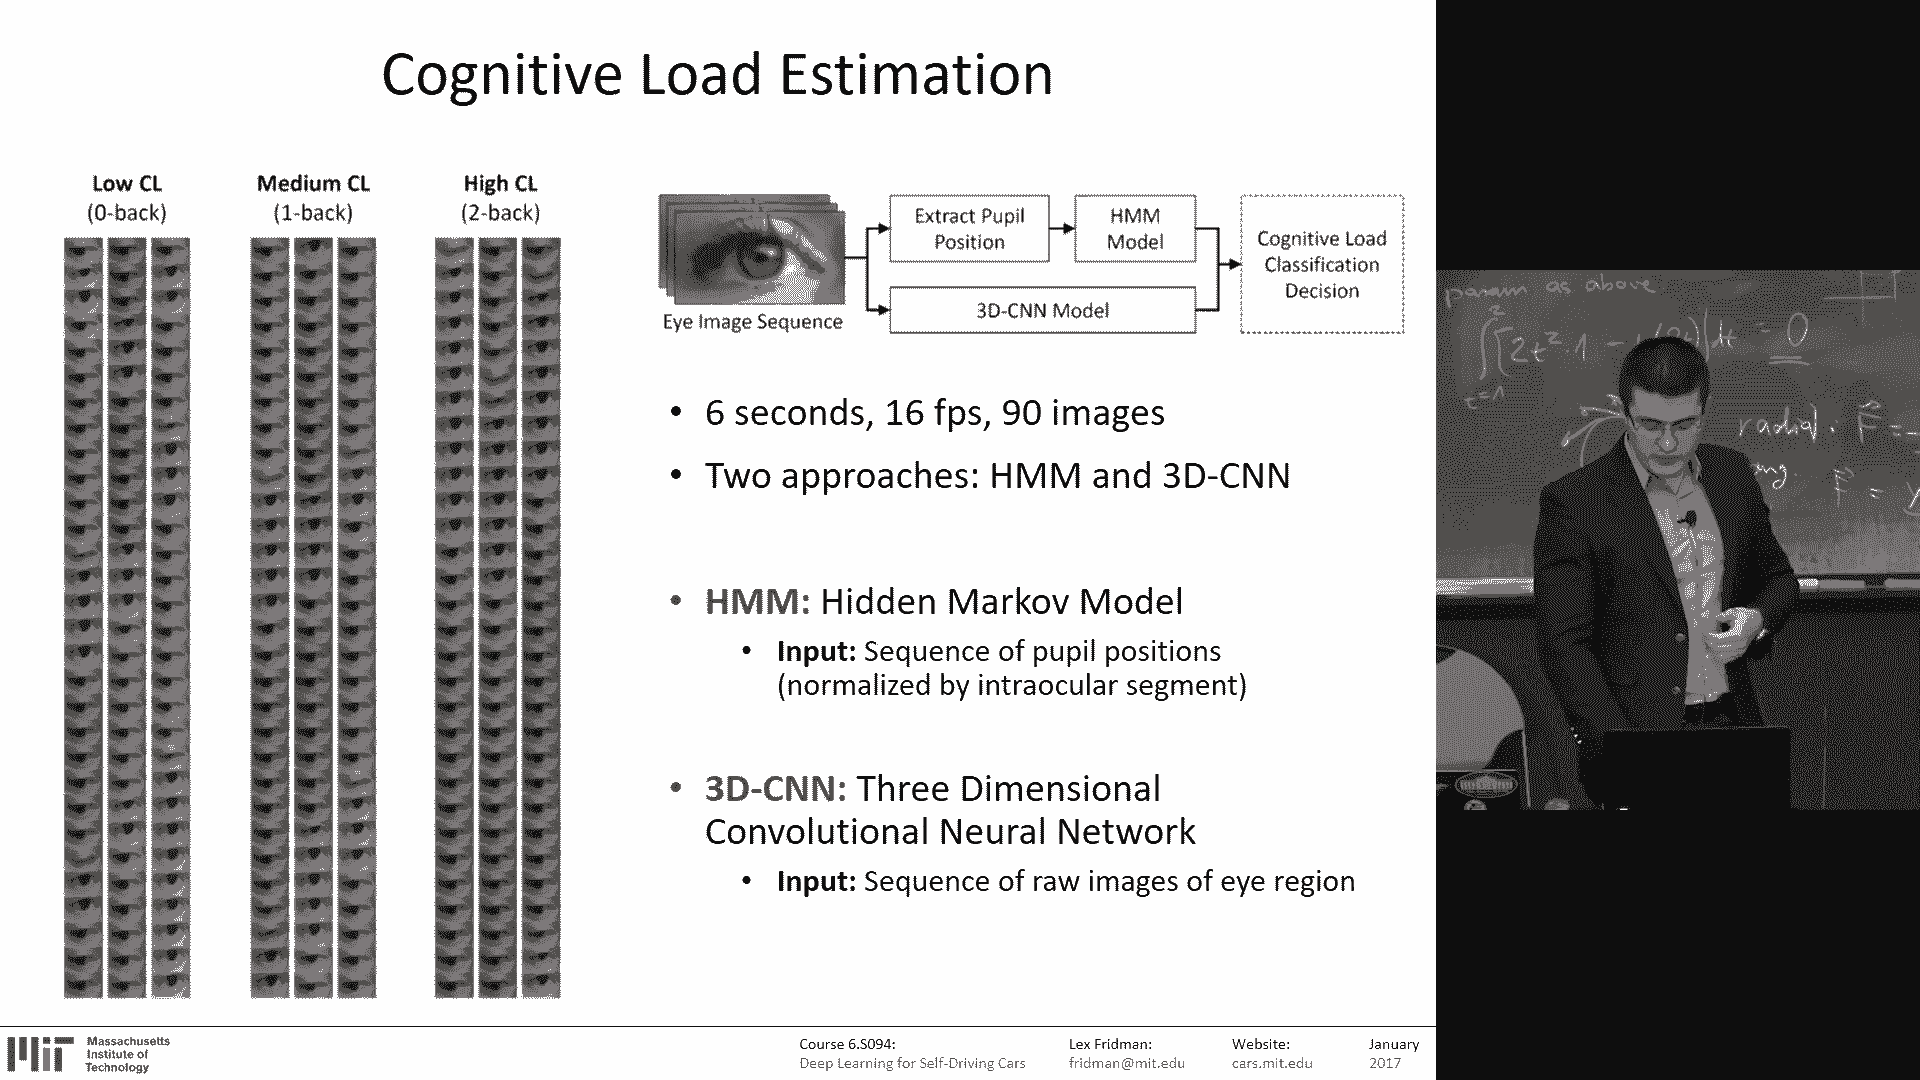 Cognitive Load Estimation
Low CL
(0-back)
Medium CL
(1-back)
High CL
(2-back)
Eye Image Sequence
Extract Pupil
Position
HMM
Model
3D-CNN Model
Cognitive Load
Classification
Decision
• 6 seconds, 16 fps, 90 images
• Two approaches: HMM and 3D-CNN
• HMM: Hidden Markov Model
• Input: Sequence of pupil positions
(normalized by intraocular segment)
• 3D-CNN: Three Dimensional
Convolutional Neural Network
• Input: Sequence of raw images of eye region
param as above
= 0
radial: F =
F =
MIT
Massachusetts
Institute of
Technology
Course 6.S094:
Deep Learning for Self-Driving Cars
Lex Fridman:
fridman@mit.edu
Website:
cars.mit.edu
January
2017